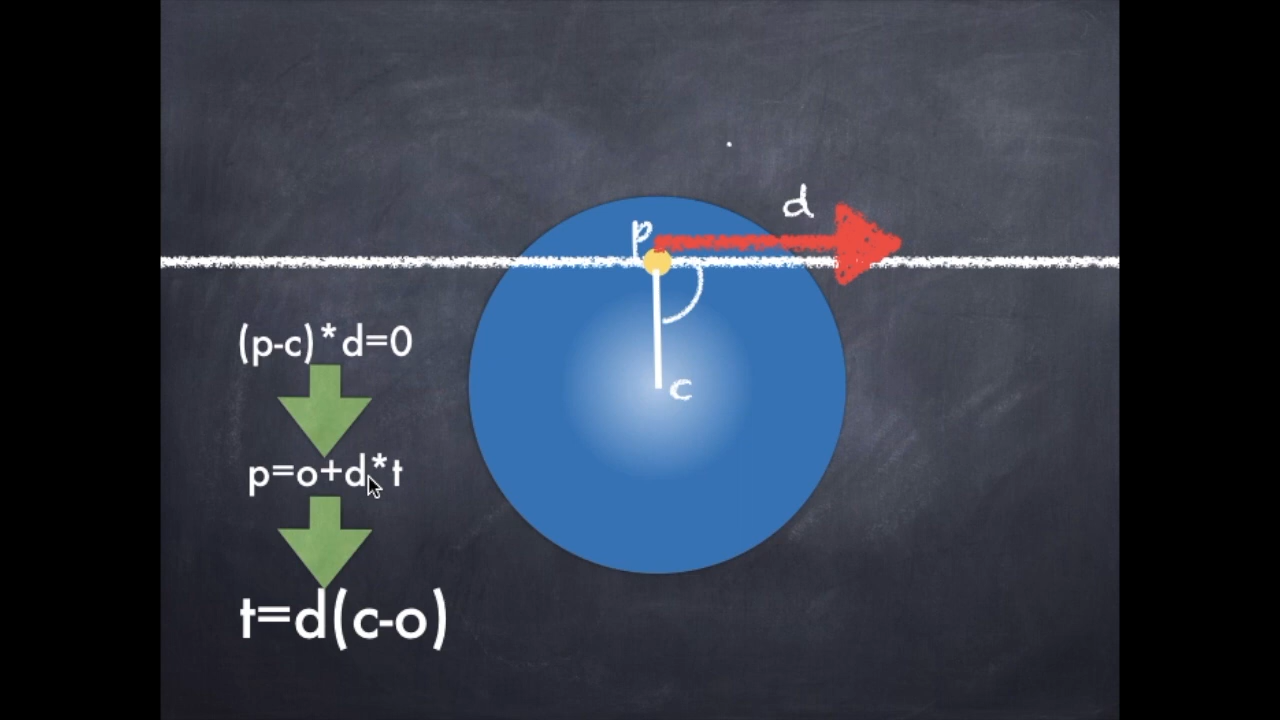 d
p
c
(p-c)*d=0
p=o+d*t
t=d(c-o)